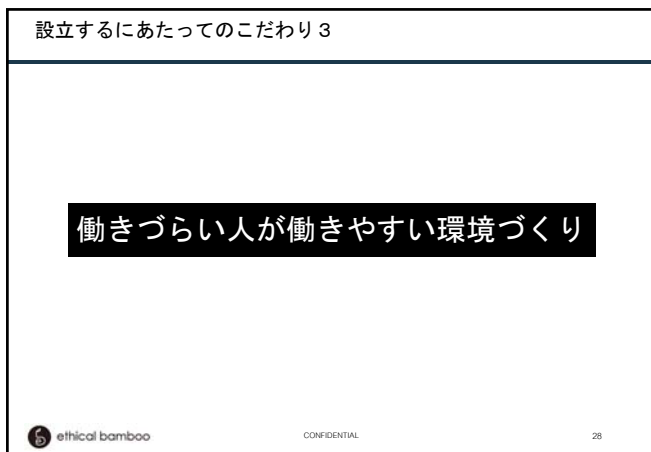 設立するにあたってのこだわり３
働きづらい人が働きやすい環境づくり
ethical bamboo
CONFIDENTIAL
28